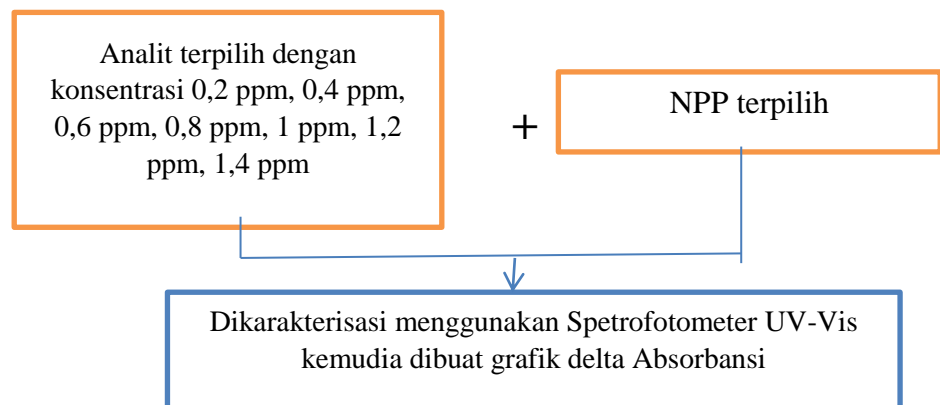 Analit terpilih dengan
konsentrasi 0,2 ppm, 0,4 ppm,
0,6 ppm, 0,8 ppm, 1 ppm, 1,2
ppm, 1,4 ppm
+
NPP terpilih
Dikarakterisasi menggunakan Spetrofotometer UV-Vis
kemudia dibuat grafik delta Absorbansi